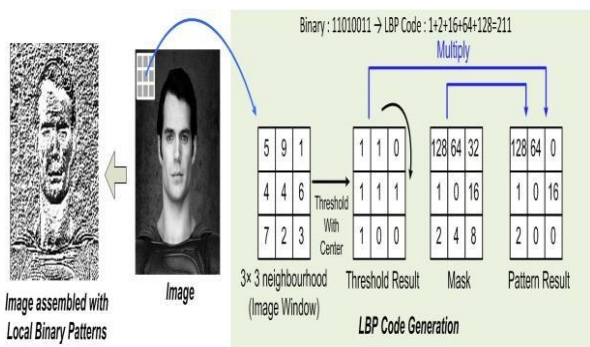 Binary : 11010011 → LBP Code : 1+2+16+64+128=211
Multiply
5 9 1
4 4 6
7 2 3
Threshold
With
Center
1 1 0
1 1 1
1 0 0
128 64 32
1 0 16
2 4 8
128 64 0
1 0 16
2 0 0
3× 3 neighbourhood
(Image Window)
Threshold Result
Mask
Pattern Result
LBP Code Generation
Image
Image assembled with
Local Binary Patterns